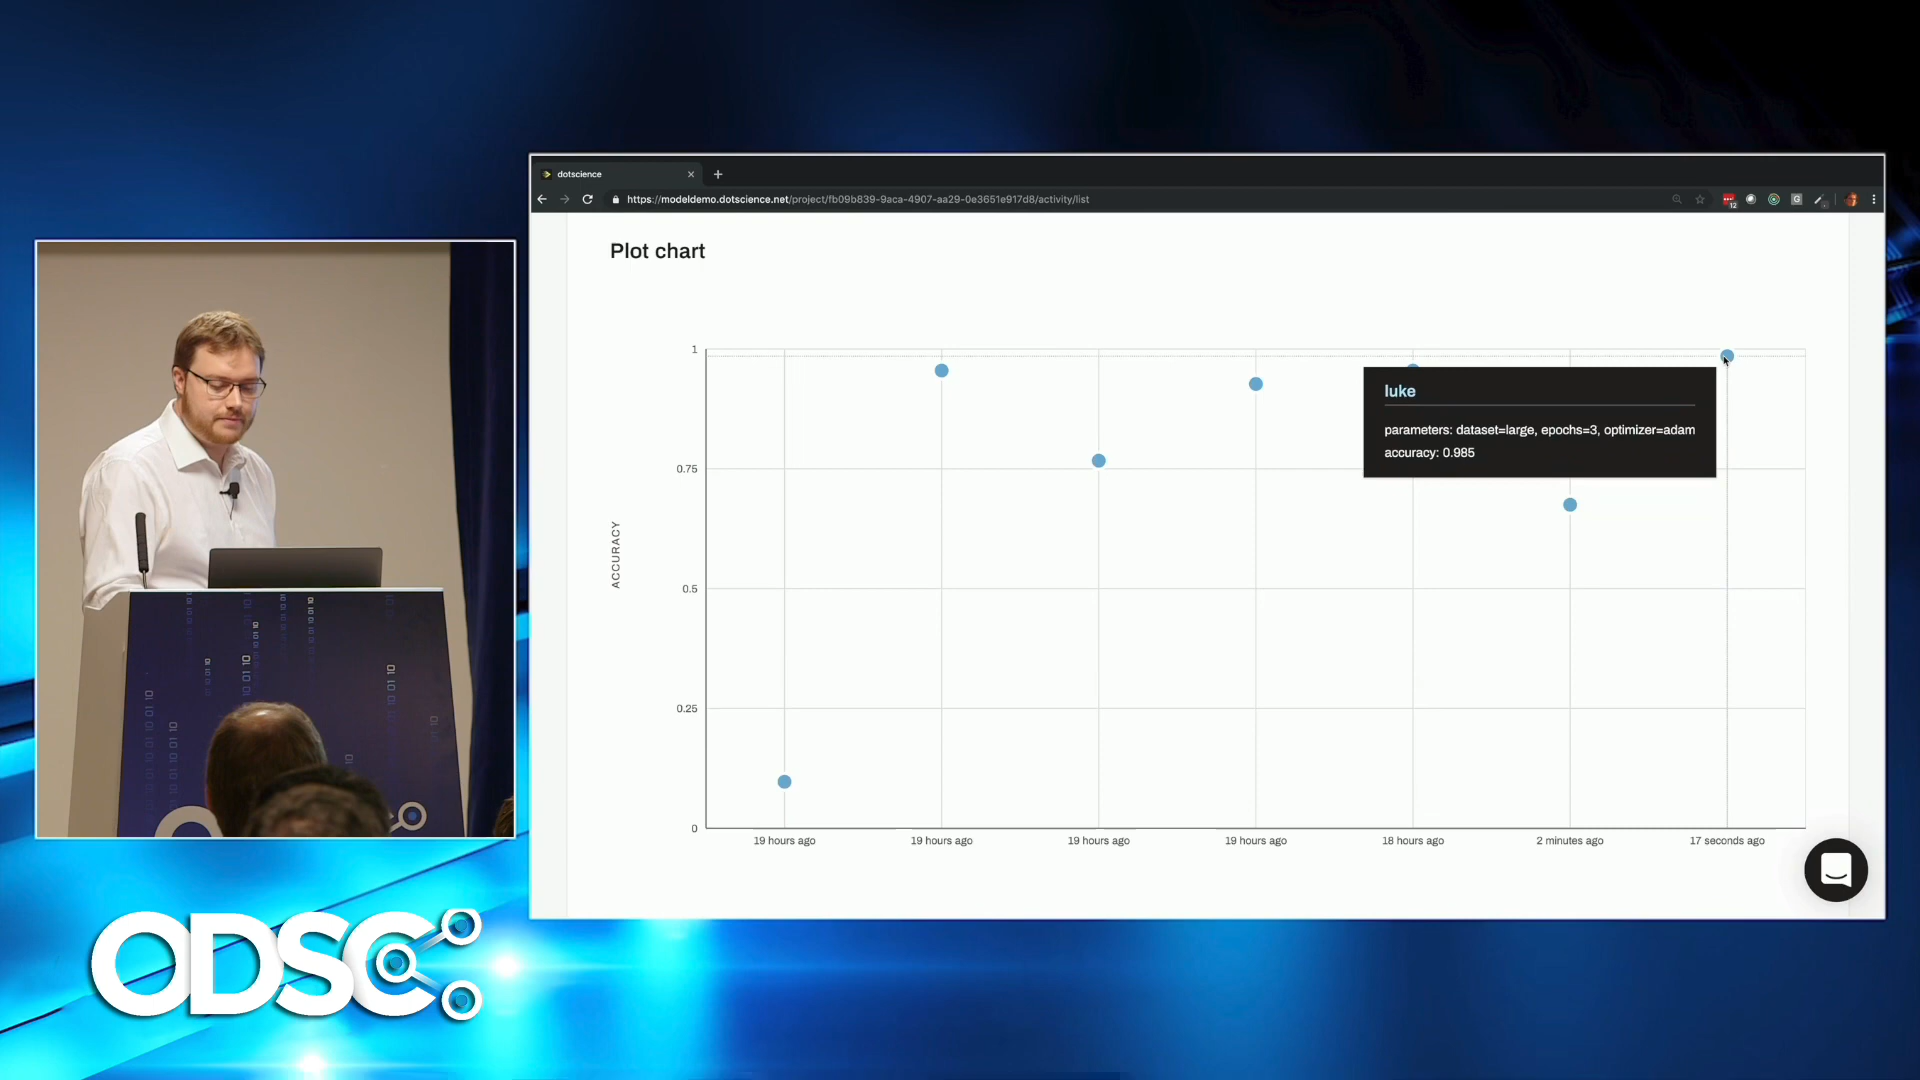 dotscience
https://modeldemo.dotscience.net/project/fb09b839-9aca-4907-aa29-0e3651e917d8/activity/list
12
G
Plot chart
1
0.75
0.5
0.25
0
ACCURACY
luke
parameters: dataset=large, epochs=3, optimizer=adam
accuracy: 0.985
19 hours ago
19 hours ago
19 hours ago
19 hours ago
18 hours ago
2 minutes ago
17 seconds ago
ODSC